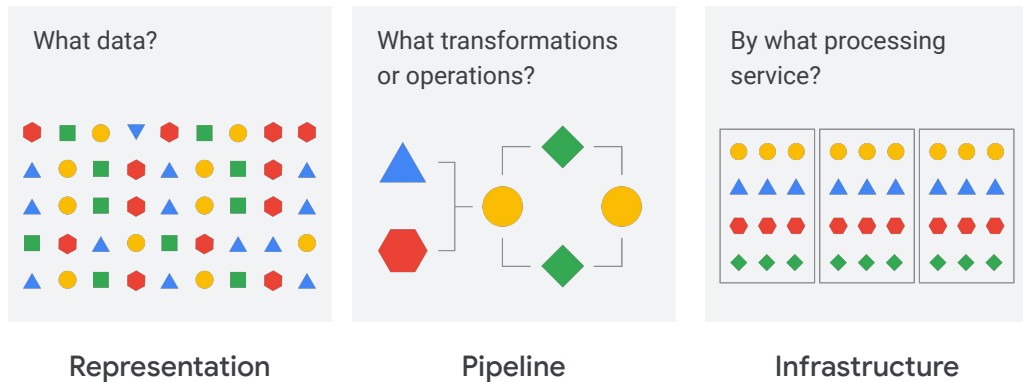 What data?
What transformations
or operations?
By what processing
service?
Representation
Pipeline
Infrastructure